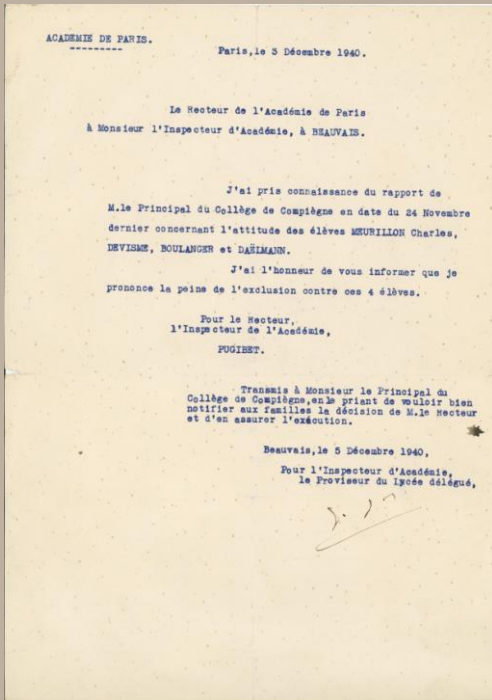 ACADEMIE DE PARIS.
Paris,le 3 Décembre 1940.
Le Recteur de l'Académie de Paris
à Monsieur l'Inspecteur d'Académie, à BEAUVAIS.
J'ai pris connaissance du rapport de
M.le Principal du Collège de Compiègne en date du 24 Novembre
dernier concernant l'attitude des élèves MEURILLON Charles,
DEVISME, BOULANGER et DAËLMANN.
J'ai l'honneur de vous informer que je
prononce la peine de l'exclusion contre ces 4 élèves.
Pour le Recteur,
l'Inspecteur de l'Académie,
PUGIBET.
Transmis à Monsieur le Principal du
Collège de Compiègne,en le priant de vouloir bien
notifier aux familles la décision de M.le Recteur
et d'en assurer l'exécution.
Beauvais,le 5 Décembre 1940,
Pour l'Inspecteur d'Académie,
le Proviseur du Lycée délégué,